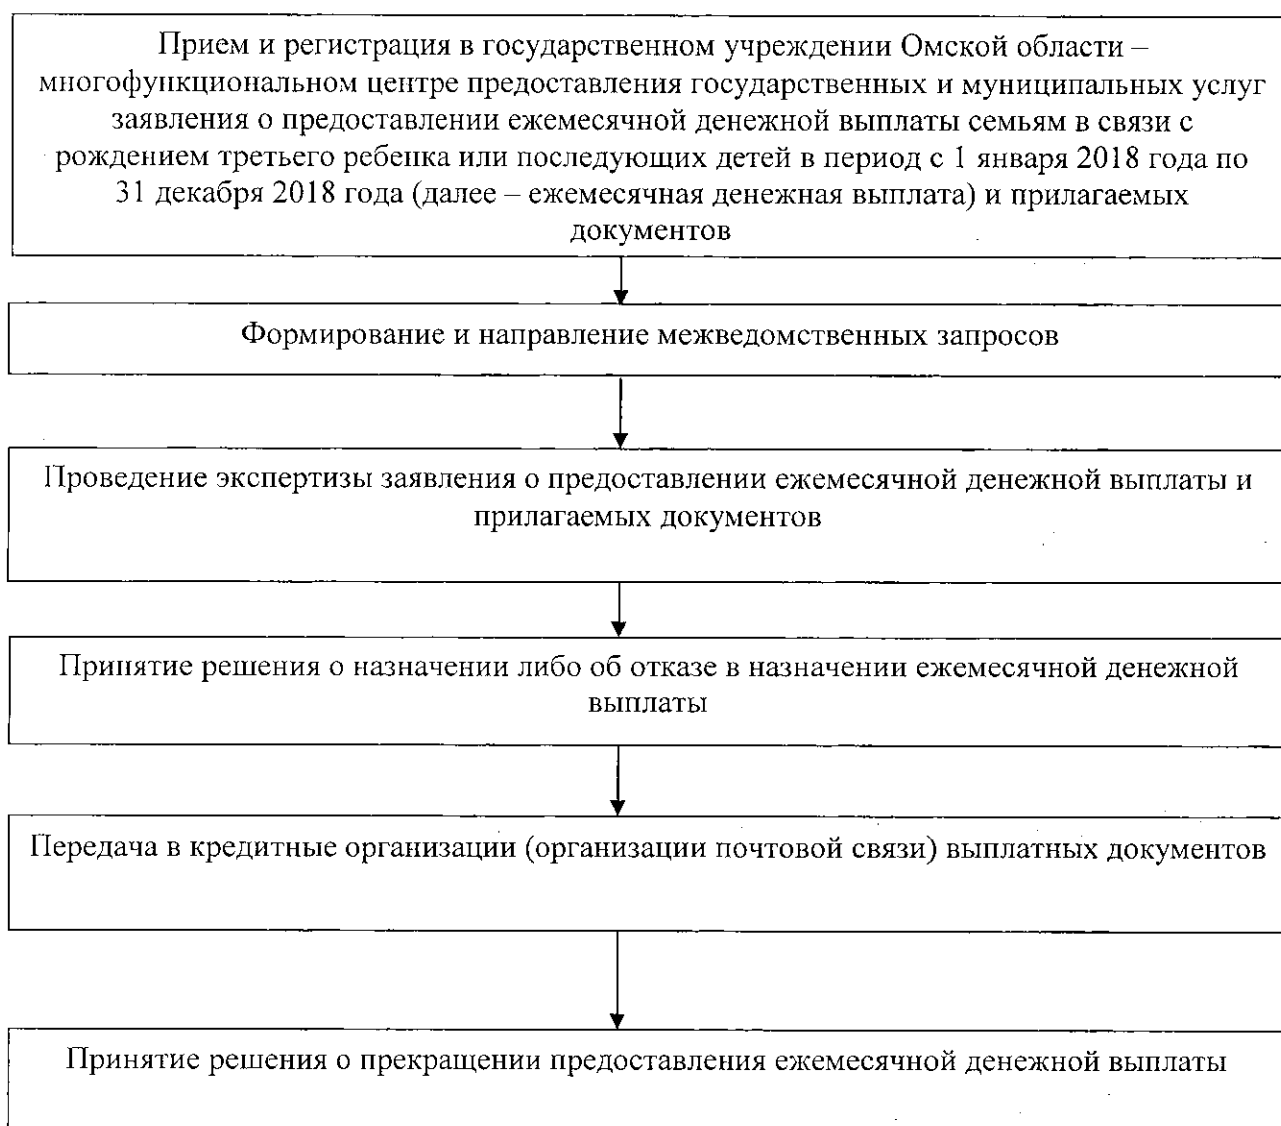 Прием и регистрация в государственном учреждении Омской области –
многофункциональном центре предоставления государственных и муниципальных услуг
заявления о предоставлении ежемесячной денежной выплаты семьям в связи с
рождением третьего ребенка или последующих детей в период с 1 января 2018 года по
31 декабря 2018 года (далее – ежемесячная денежная выплата) и прилагаемых
документов
Формирование и направление межведомственных запросов
Проведение экспертизы заявления о предоставлении ежемесячной денежной выплаты и
прилагаемых документов
Принятие решения о назначении либо об отказе в назначении ежемесячной денежной
выплаты
Передача в кредитные организации (организации почтовой связи) выплатных документов
Принятие решения о прекращении предоставления ежемесячной денежной выплаты